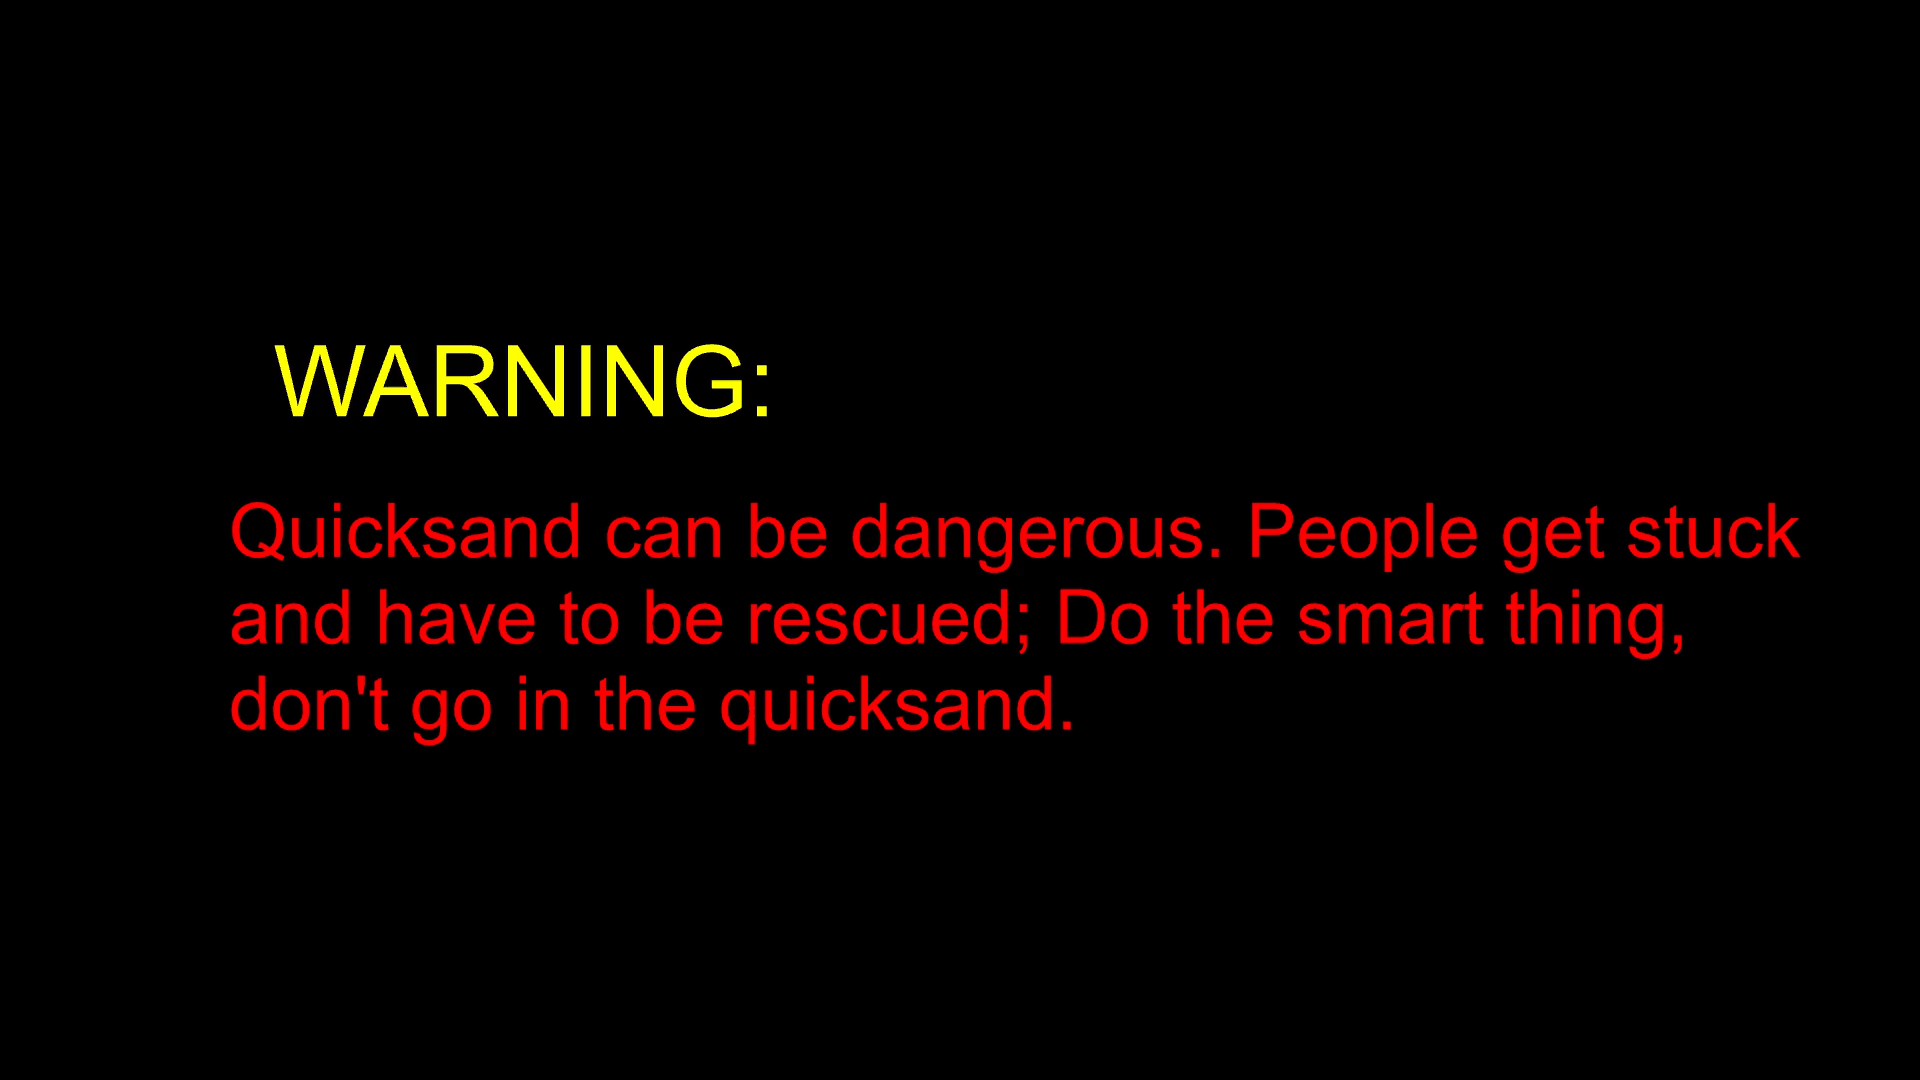 WARNING:
Quicksand can be dangerous. People get stuck
and have to be rescued; Do the smart thing,
don't go in the quicksand.